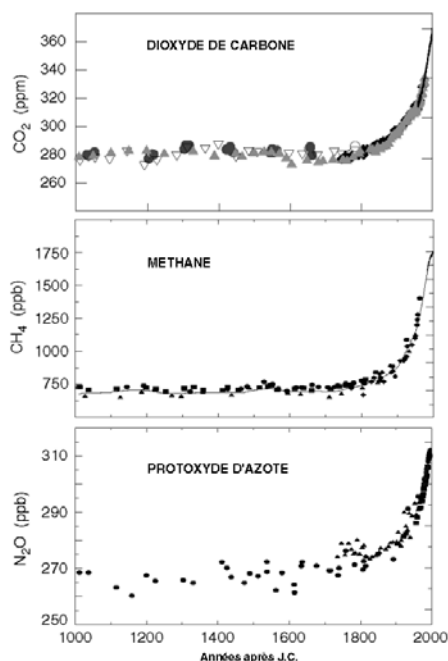 DIOXYDE DE CARBONE
CO₂ (ppm)
360
340
320
300
280
260
METHANE
CH₄ (ppb)
1750
1500
1250
1000
750
PROTOXYDE D'AZOTE
N₂O (ppb)
310
290
270
250
1000 1200 1400 1600 1800 2000
Années après J.C.